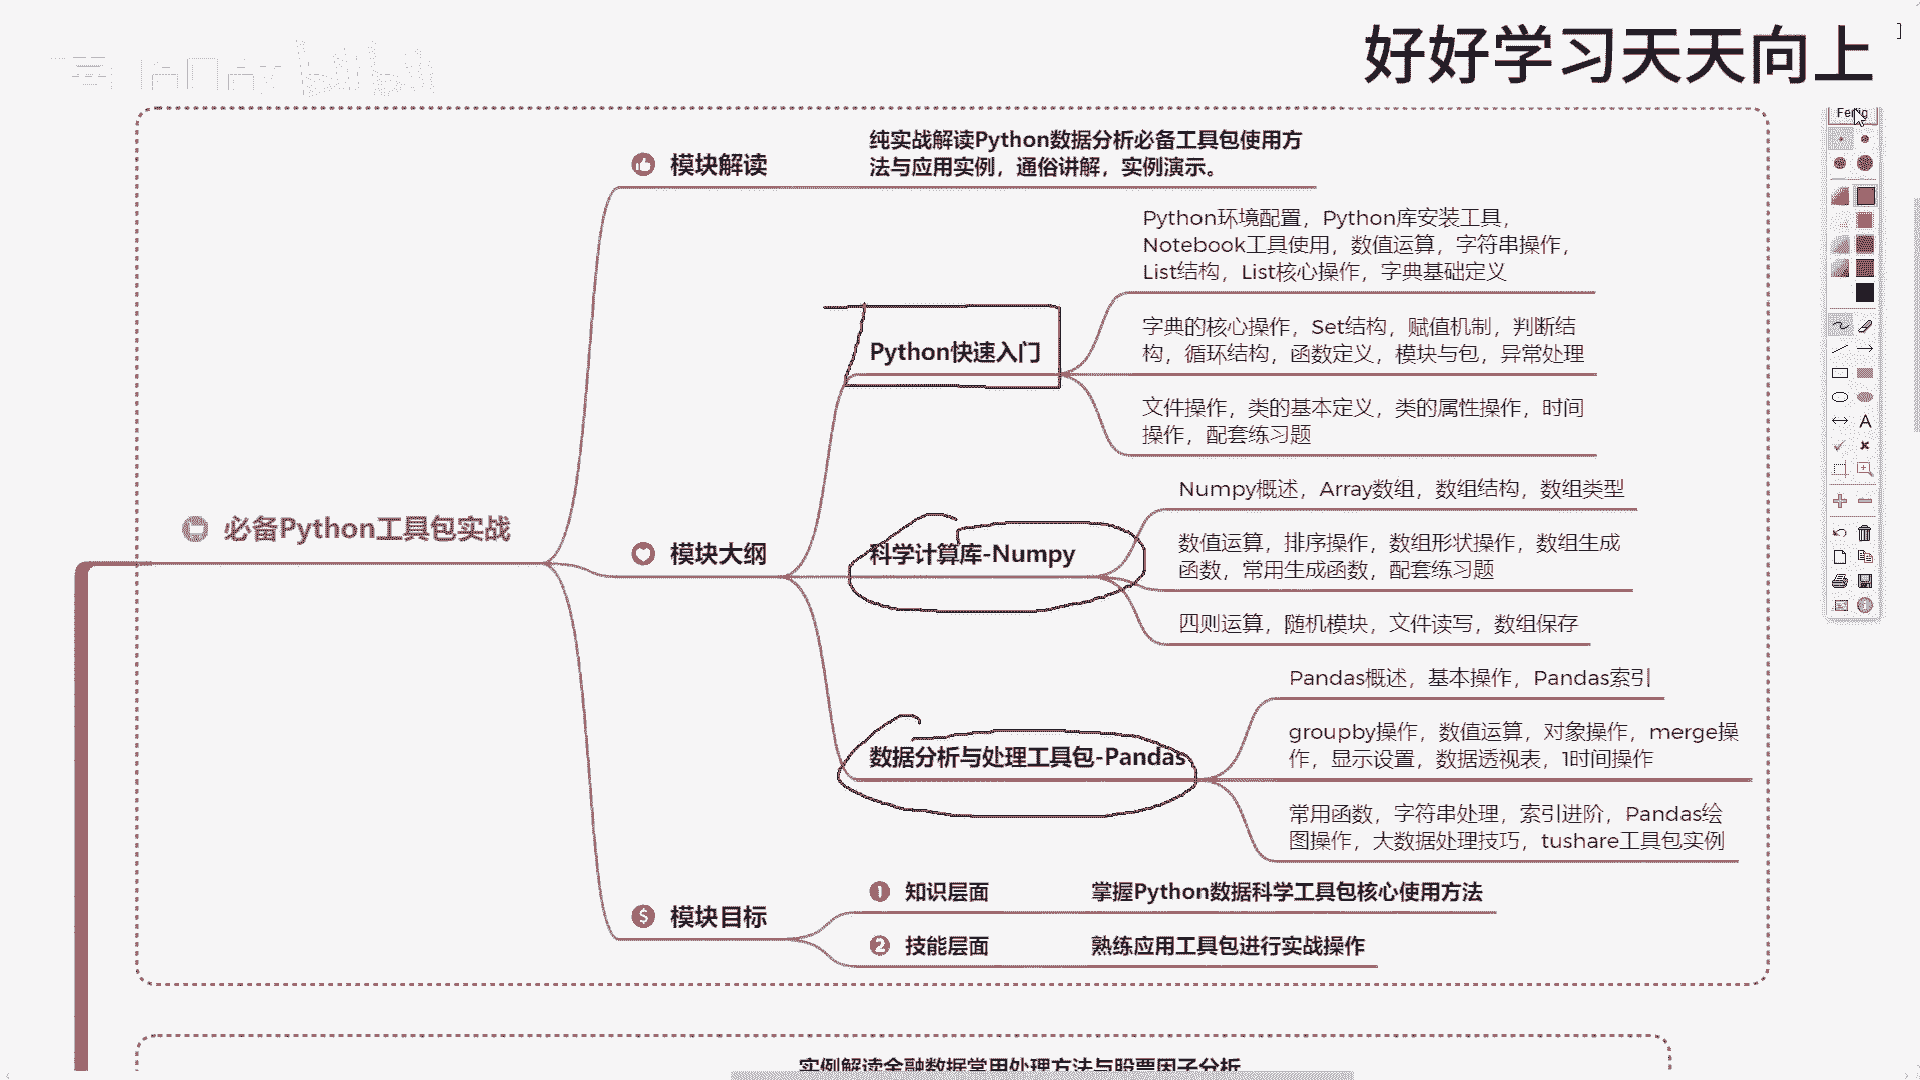 好好学习天天向上
模块解读
纯实战解读Python数据分析必备工具包使用方
法与应用实例，通俗讲解，实例演示。
Python环境配置，Python库安装工具，
Notebook工具使用，数值运算，字符串操作，
List结构，List核心操作，字典基础定义
Python快速入门
字典的核心操作，Set结构，赋值机制，判断结
构，循环结构，函数定义，模块与包，异常处理
文件操作，类的基本定义，类的属性操作，时间
操作，配套练习题
必备Python工具包实战
模块大纲
科学计算库-Numpy
Numpy概述，Array数组，数组结构，数组类型
数值运算，排序操作，数组形状操作，数组生成
函数，常用生成函数，配套练习题
四则运算，随机模块，文件读写，数组保存
数据分析与处理工具包-Pandas
Pandas概述，基本操作，Pandas索引
groupby操作，数值运算，对象操作，merge操
作，显示设置，数据透视表，1时间操作
常用函数，字符串处理，索引进阶，Pandas绘
图操作，大数据处理技巧，tushare工具包实例
模块目标
1 知识层面 掌握Python数据科学工具包核心使用方法
2 技能层面 熟练应用工具包进行实战操作
实例解读金融数据常用处理方法与股票因子分析